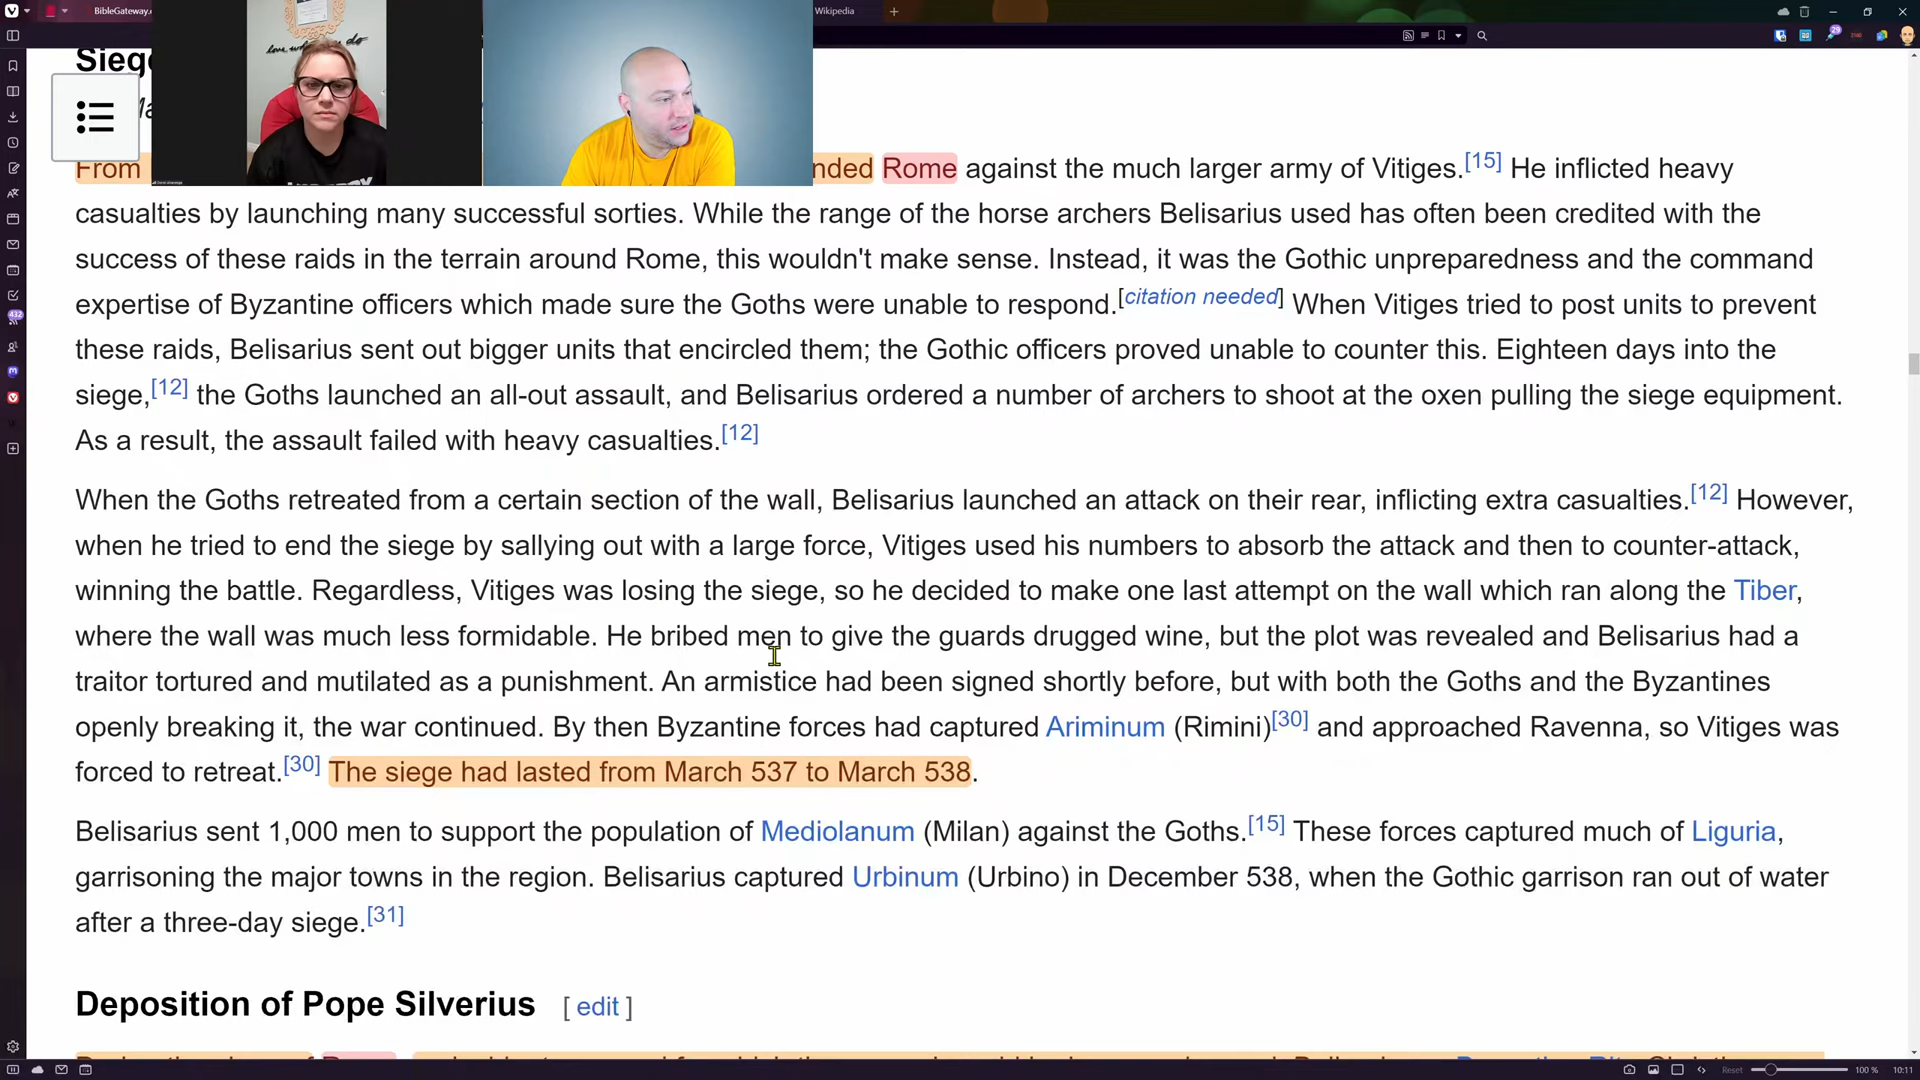 BibleGateway.c
Wikipedia
Siege
Ma
love what you do
From
nded Rome against the much larger army of Vitiges.[15] He inflicted heavy
casualties by launching many successful sorties. While the range of the horse archers Belisarius used has often been credited with the
success of these raids in the terrain around Rome, this wouldn't make sense. Instead, it was the Gothic unpreparedness and the command
expertise of Byzantine officers which made sure the Goths were unable to respond.[citation needed] When Vitiges tried to post units to prevent
these raids, Belisarius sent out bigger units that encircled them; the Gothic officers proved unable to counter this. Eighteen days into the
siege,[12] the Goths launched an all-out assault, and Belisarius ordered a number of archers to shoot at the oxen pulling the siege equipment.
As a result, the assault failed with heavy casualties.[12]
When the Goths retreated from a certain section of the wall, Belisarius launched an attack on their rear, inflicting extra casualties.[12] However,
when he tried to end the siege by sallying out with a large force, Vitiges used his numbers to absorb the attack and then to counter-attack,
winning the battle. Regardless, Vitiges was losing the siege, so he decided to make one last attempt on the wall which ran along the Tiber,
where the wall was much less formidable. He bribed men to give the guards drugged wine, but the plot was revealed and Belisarius had a
traitor tortured and mutilated as a punishment. An armistice had been signed shortly before, but with both the Goths and the Byzantines
openly breaking it, the war continued. By then Byzantine forces had captured Ariminum (Rimini)[30] and approached Ravenna, so Vitiges was
forced to retreat.[30] The siege had lasted from March 537 to March 538.
Belisarius sent 1,000 men to support the population of Mediolanum (Milan) against the Goths.[15] These forces captured much of Liguria,
garrisoning the major towns in the region. Belisarius captured Urbinum (Urbino) in December 538, when the Gothic garrison ran out of water
after a three-day siege.[31]
Deposition of Pope Silverius [ edit ]
Reset 100 % 10:11